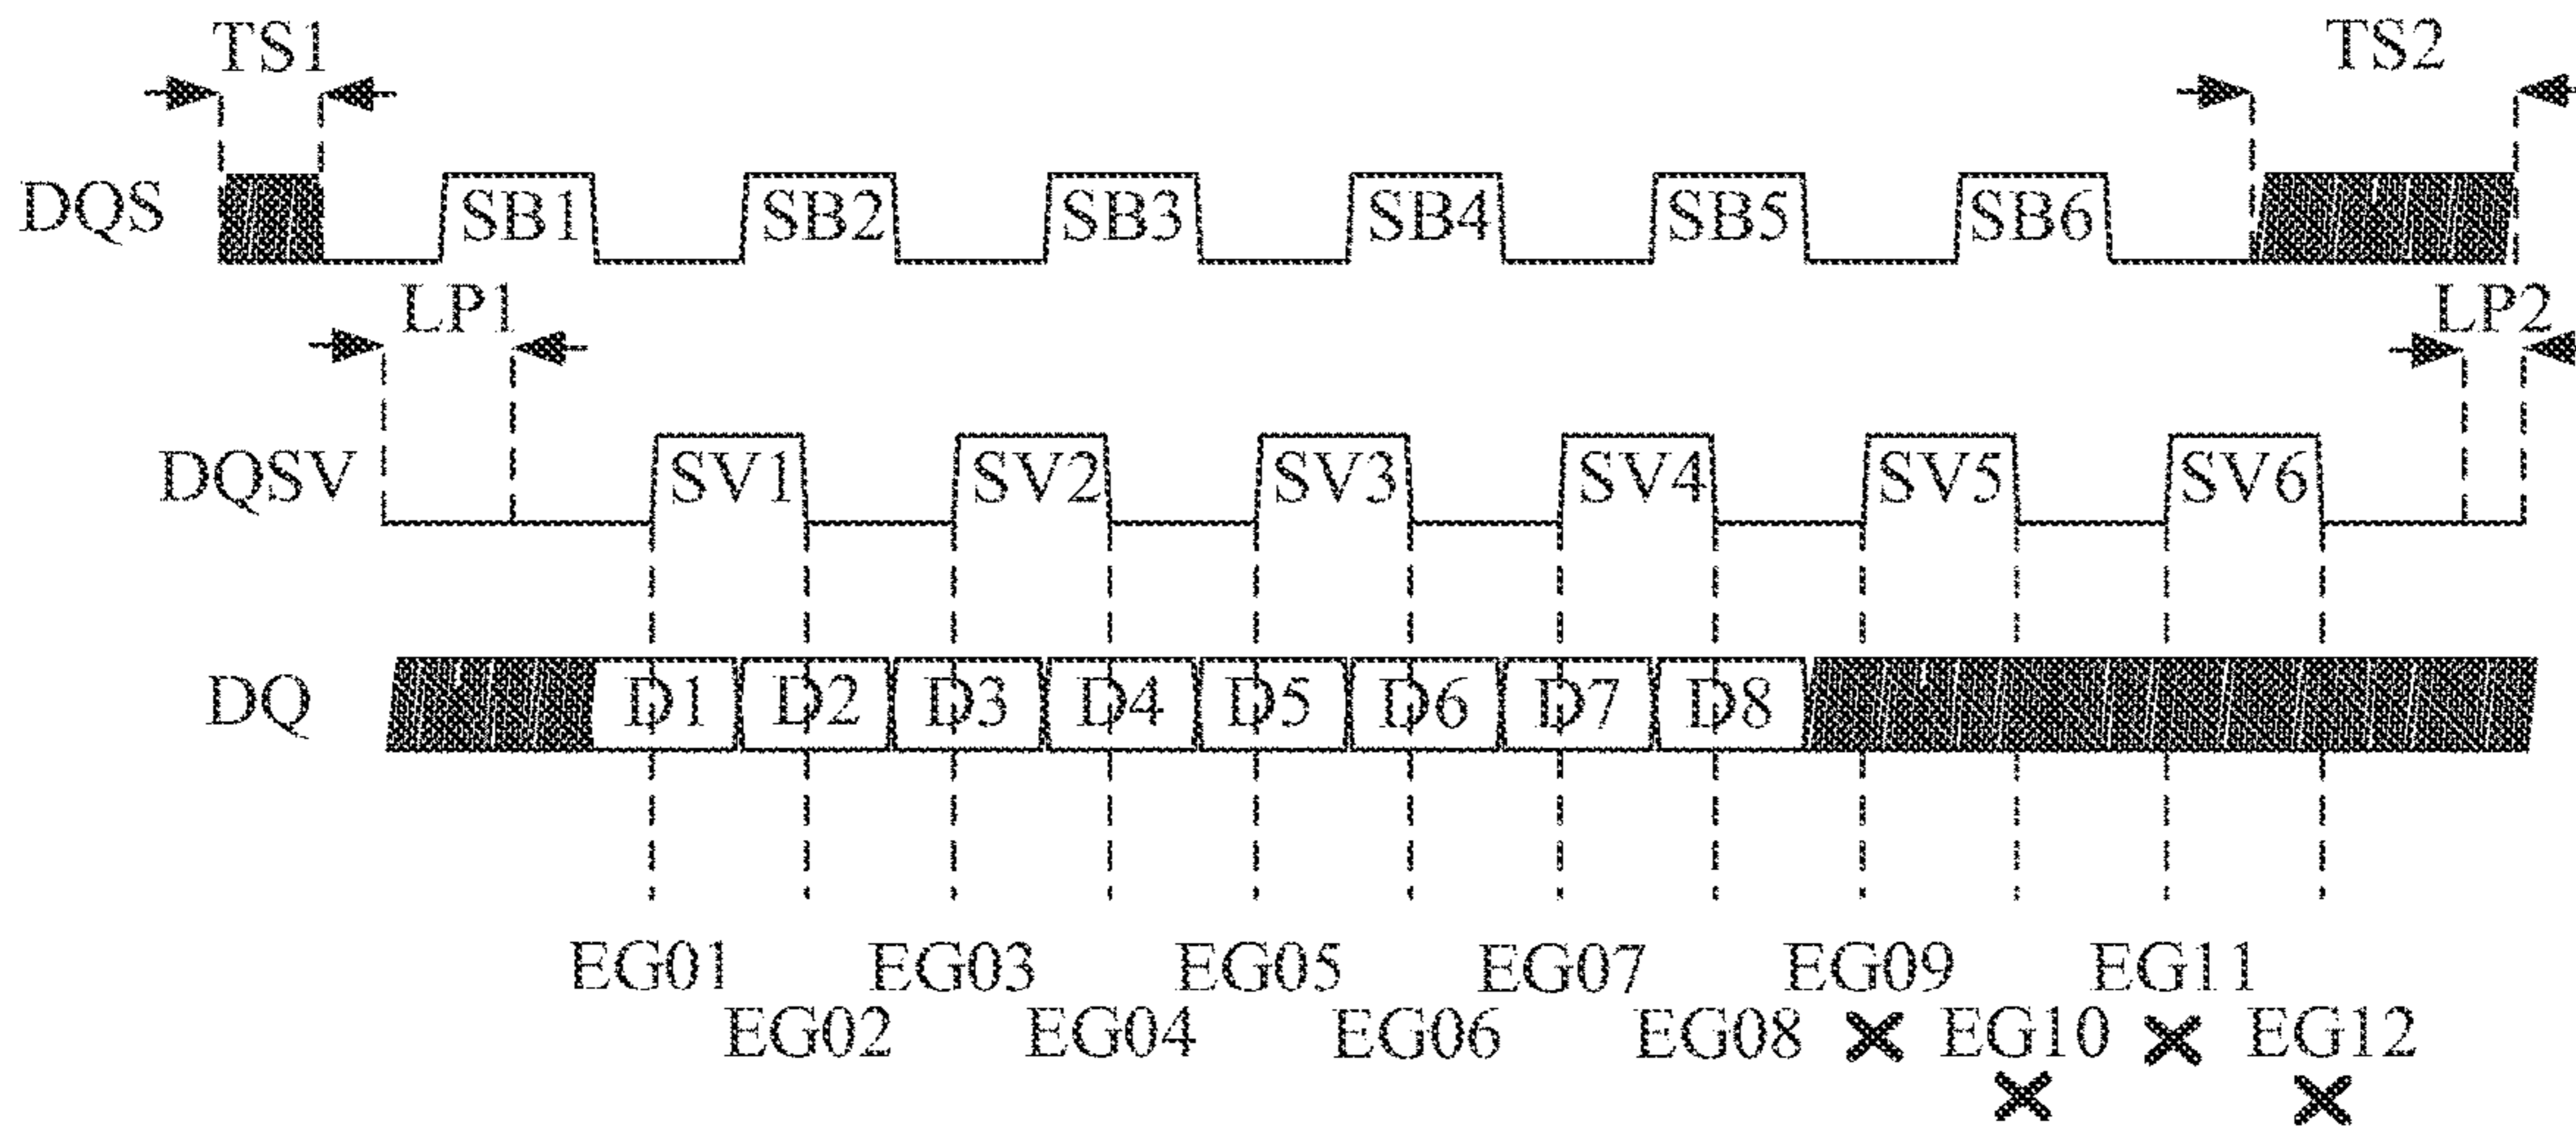 TS1 TS2
DQS SB1 SB2 SB3 SB4 SB5 SB6
LP1 LP2
DQSV SV1 SV2 SV3 SV4 SV5 SV6
DQ D1 D2 D3 D4 D5 D6 D7 D8
EG01 EG03 EG05 EG07 EG09 EG11
EG02 EG04 EG06 EG08 EG10 EG12